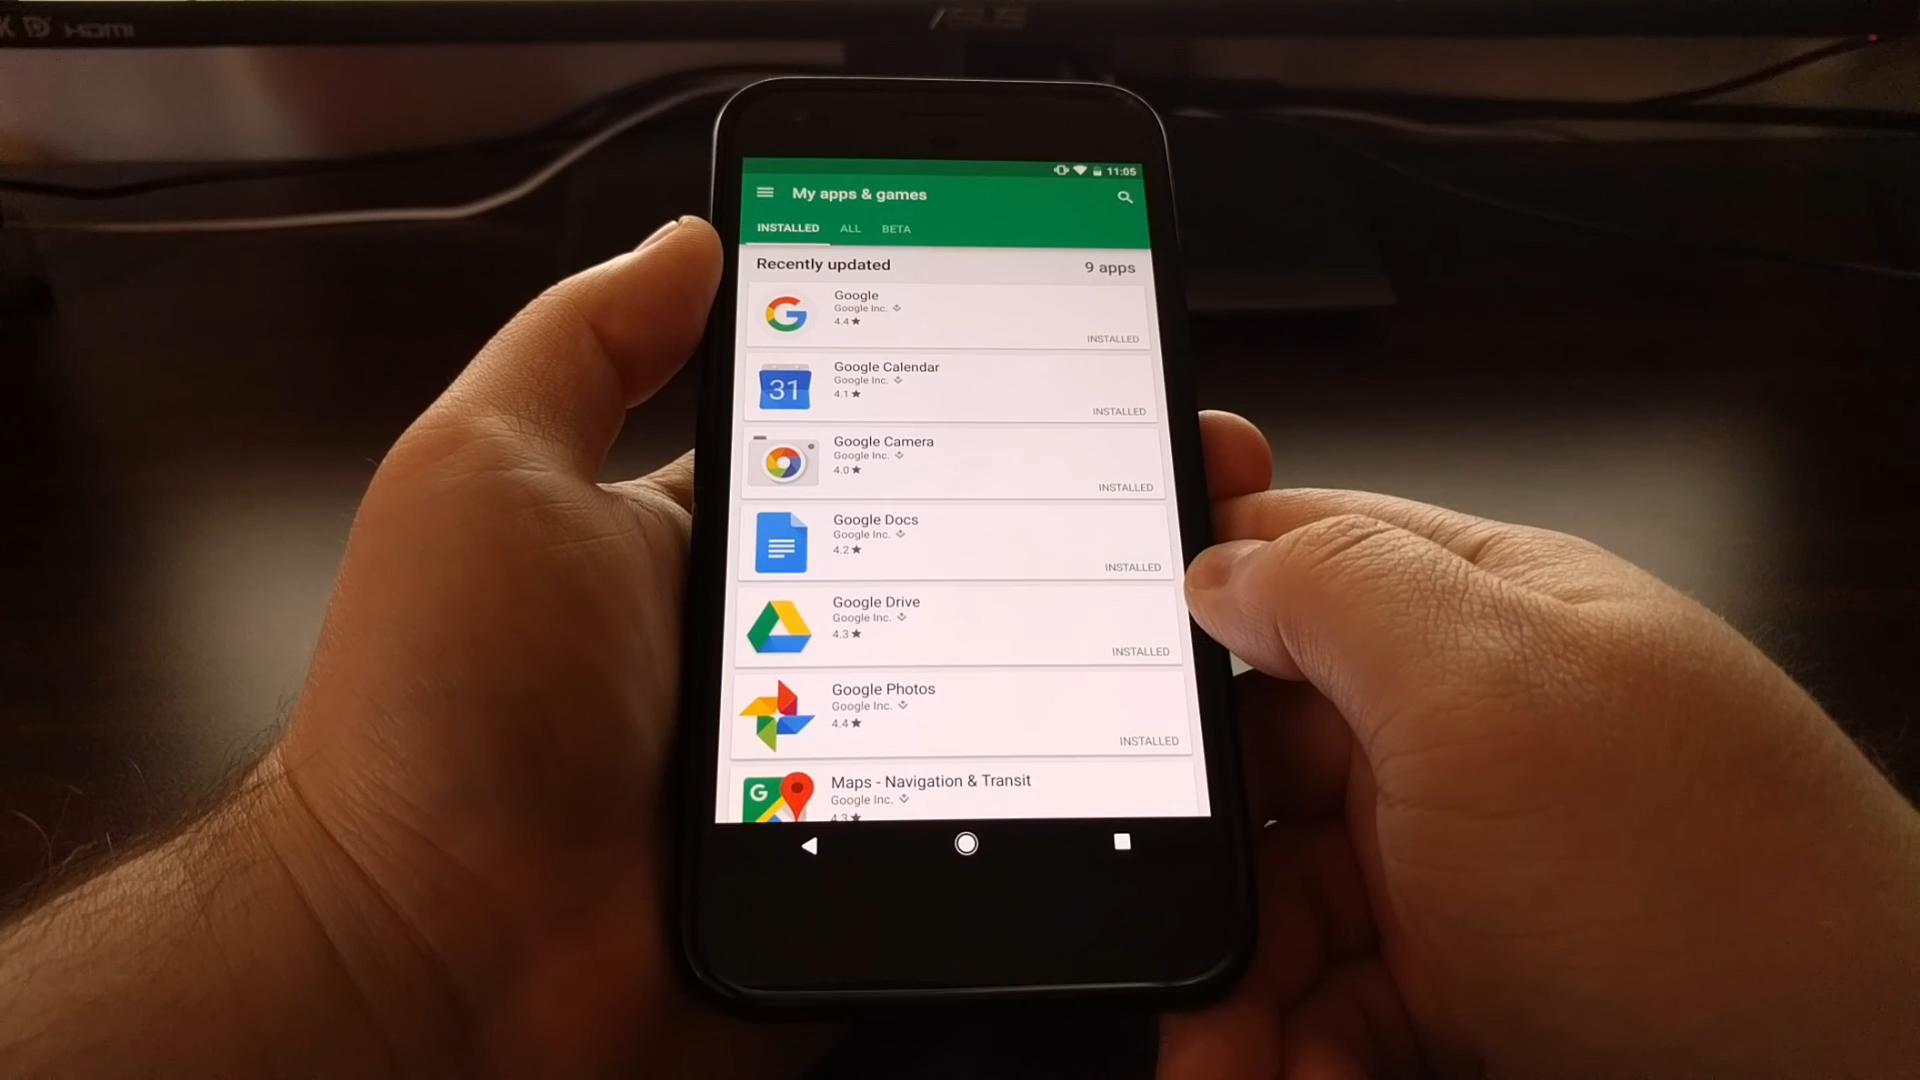 HDMI
ASUS
11:05
My apps & games
INSTALLED ALL BETA
Recently updated 9 apps
Google
Google Inc.
4.4★
INSTALLED
31
Google Calendar
Google Inc.
4.1★
INSTALLED
Google Camera
Google Inc.
4.0★
INSTALLED
Google Docs
Google Inc.
4.2★
INSTALLED
Google Drive
Google Inc.
4.3★
INSTALLED
Google Photos
Google Inc.
4.4★
INSTALLED
G
Maps - Navigation & Transit
Google Inc.
4.3★